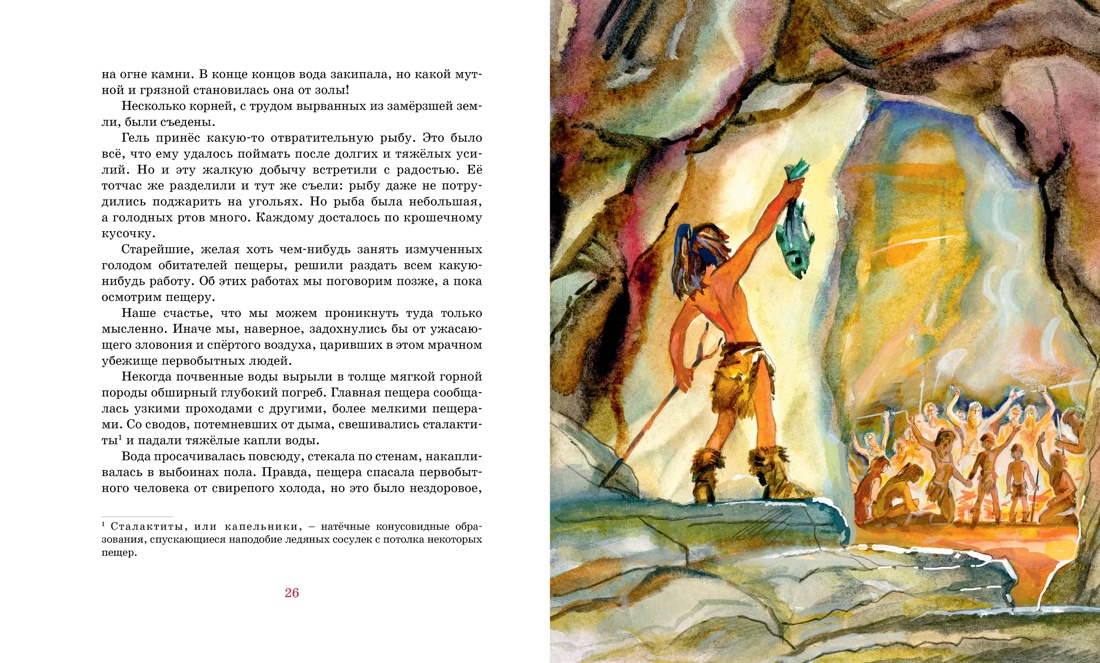 на огне камни. В конце концов вода закипала, но какой мут-
ной и грязной становилась она от золы!
Несколько корней, с трудом вырванных из замёрзшей зем-
ли, были съедены.
Гель принёс какую-то отвратительную рыбу. Это было
всё, что ему удалось поймать после долгих и тяжёлых уси-
лий. Но и эту жалкую добычу встретили с радостью. Её
тотчас же разделили и тут же съели: рыбу даже не потру-
дились поджарить на угольях. Но рыба была небольшая,
а голодных ртов много. Каждому досталось по крошечному
кусочку.
Старейшие, желая хоть чем-нибудь занять измученных
голодом обитателей пещеры, решили раздать всем какую-
нибудь работу. Об этих работах мы поговорим позже, а пока
осмотрим пещеру.
Наше счастье, что мы можем проникнуть туда только
мысленно. Иначе мы, наверное, задохнулись бы от ужасаю-
щего зловония и спёртого воздуха, царивших в этом мрачном
убежище первобытных людей.
Некогда почвенные воды вырыли в толще мягкой горной
породы обширный глубокий погреб. Главная пещера сообща-
лась узкими проходами с другими, более мелкими пещера-
ми. Со сводов, потемневших от дыма, свешивались сталакти-
ты¹ и падали тяжёлые капли воды.
Вода просачивалась повсюду, стекала по стенам, накапли-
валась в выбоинах пола. Правда, пещера спасала первобыт-
ного человека от свирепого холода, но это было нездоровое,
¹ Сталактиты, или капельники, – натёчные конусовидные обра-
зования, спускающиеся наподобие ледяных сосулек с потолка некоторых
пещер.
26